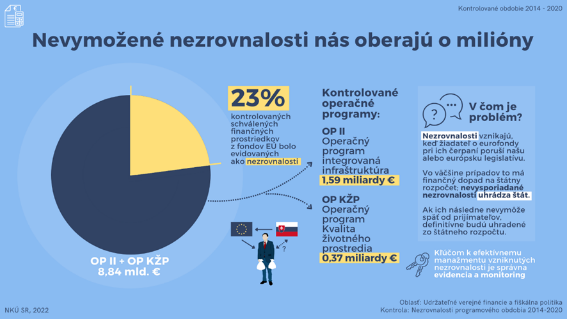 Kontrolované obdobie 2014 - 2020
Nevymožené nezrovnalosti nás oberajú o milióny
23%
kontrolovaných
schválených
finančných
prostriedkov
z fondov EÚ bolo
evidovaných
ako nezrovnalosti
OP II + OP KŽP
8,84 mld. €
Kontrolované
operačné
programy:
OP II
Operačný
program
integrovaná
infraštruktúra
1,59 miliardy €
OP KŽP
Operačný
program
Kvalita
životného
prostredia
0,37 miliardy €
?
?
V čom je
problém?
Nezrovnalosti vznikajú,
keď žiadateľ o eurofondy
pri ich čerpaní poruší našu
alebo európsku legislatívu.
Vo väčšine prípadov to má
finančný dopad na štátny
rozpočet: nevysporiadané
nezrovnalosti uhrádza štát.
Ak ich následne nevymôže
späť od prijímateľov,
definitívne budú uhradené
zo štátneho rozpočtu.
Kľúčom k efektívnemu
manažmentu vzniknutých
nezrovnalostí je správna
evidencia a monitoring
NKÚ SR, 2022
Oblasť: Udržateľné verejné financie a fiškálna politika
Kontrola: Nezrovnalosti programového obdobia 2014-2020